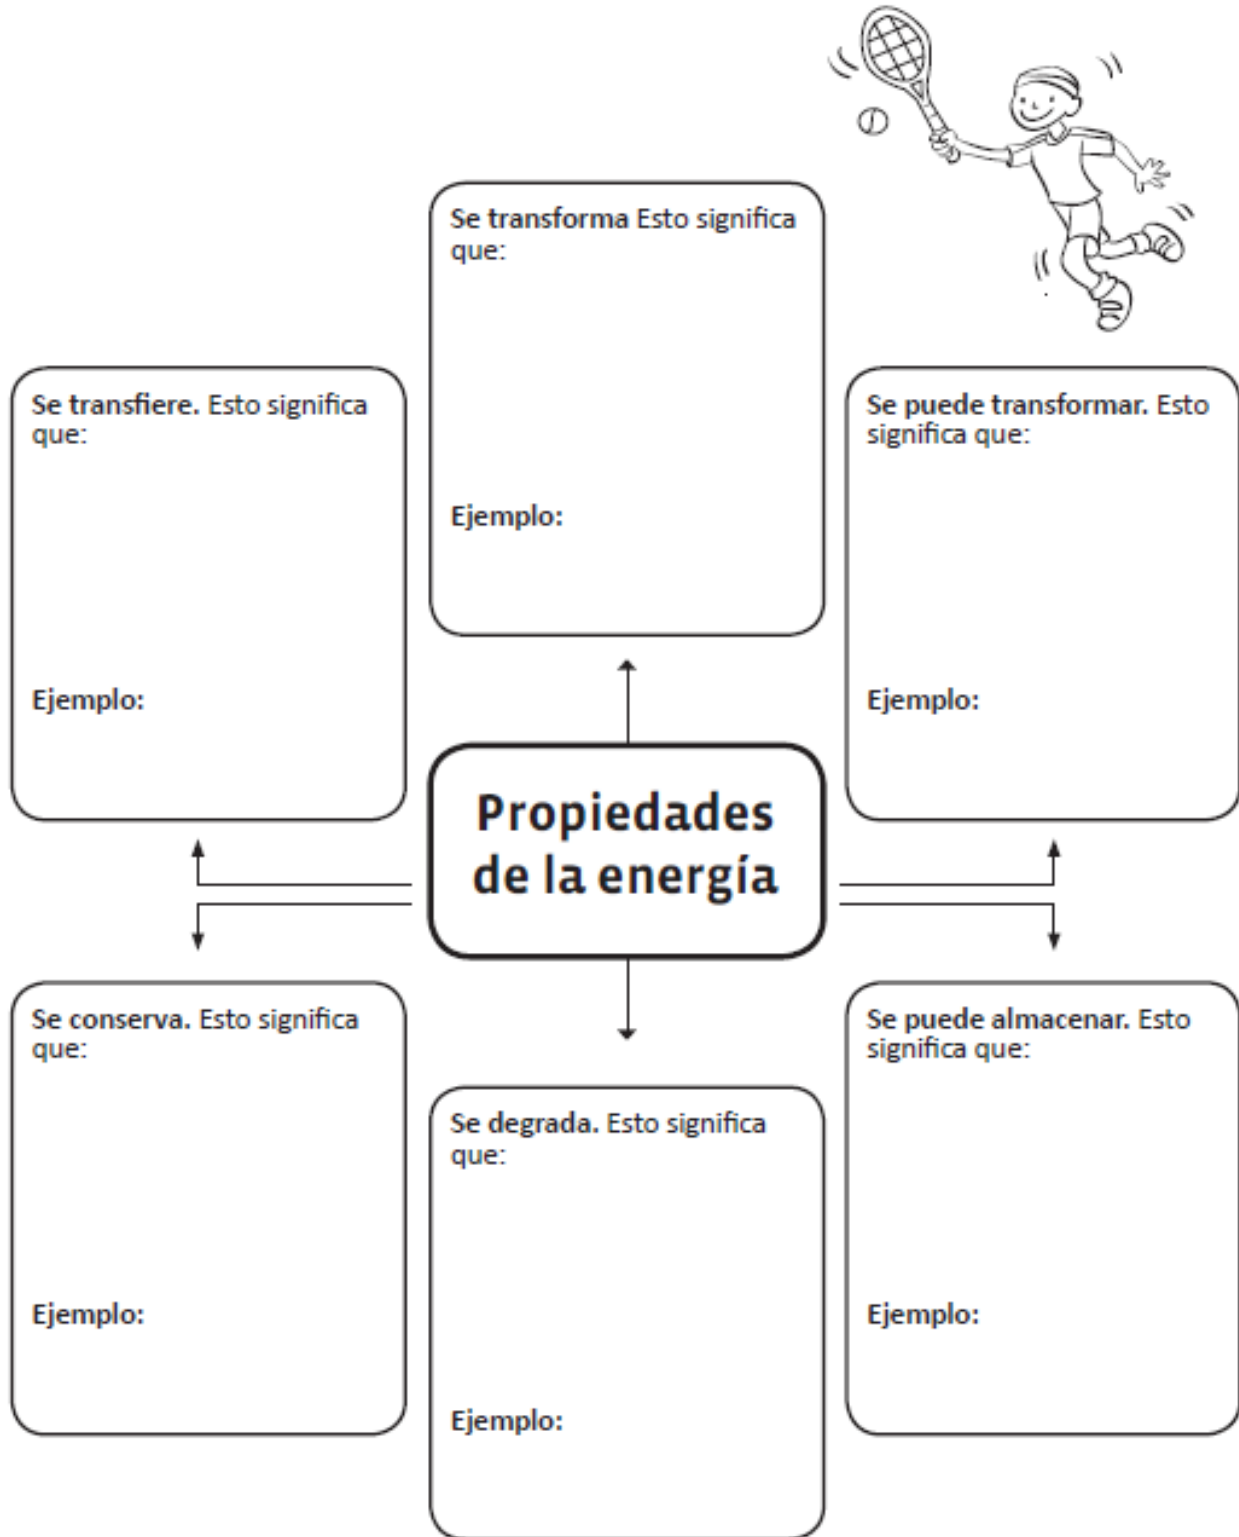 Se transforma Esto significa
que:
Ejemplo:
Se transfiere. Esto significa
que:
Ejemplo:
Se puede transformar. Esto
significa que:
Ejemplo:
Propiedades
de la energía
Se conserva. Esto significa
que:
Ejemplo:
Se degrada. Esto significa
que:
Ejemplo:
Se puede almacenar. Esto
significa que:
Ejemplo: